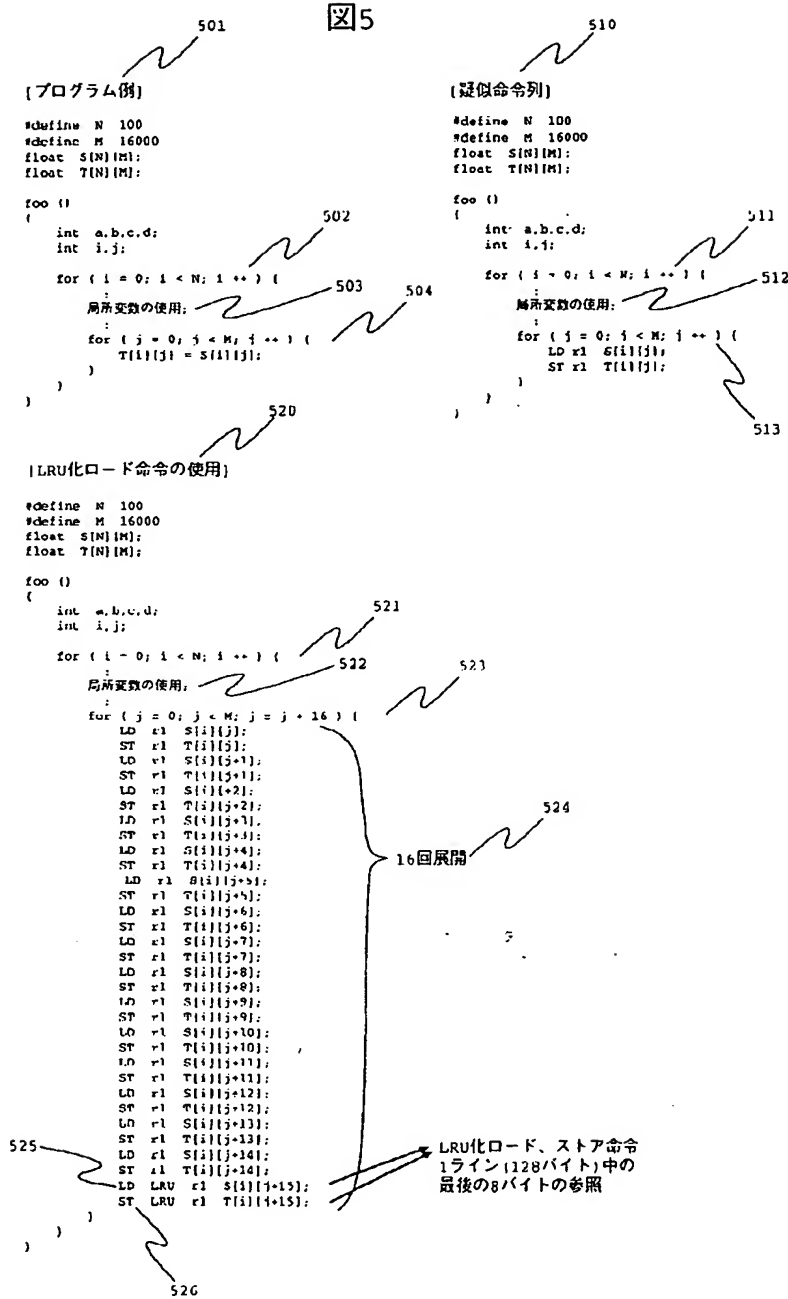 図5
501
[プログラム例]
#define N 100
#define M 16000
float S[N][M];
float T[N][M];
foo ()
{
int a,b,c,d;
int i,j;
502
for ( i = 0; i < N; i ++ ) {
:
503
局所変数の使用;
:
504
for ( j = 0; j < M; j ++ ) {
T[i][j] = S[i][j];
}
}
}
510
[疑似命令列]
#define N 100
#define M 16000
float S[N][M];
float T[N][M];
foo ()
{
int a,b,c,d;
int i,j;
511
for ( i = 0; i < N; i ++ ) {
:
512
局所変数の使用;
:
for ( j = 0; j < M; j ++ ) {
LD r1 S[i][j];
ST r1 T[i][j];
}
}
}
513
520
[LRU化ロード命令の使用]
#define N 100
#define M 16000
float S[N][M];
float T[N][M];
foo ()
{
int a,b,c,d;
int i,j;
521
for ( i = 0; i < N; i ++ ) {
:
522
局所変数の使用;
:
523
for ( j = 0; j < M; j = j + 16 ) {
LD r1 S[i][j];
ST r1 T[i][j];
LD r1 S[i][j+1];
ST r1 T[i][j+1];
LD r1 S[i][+2];
ST r1 T[i][j+2];
LD r1 S[i][j+3];
ST r1 T[i][j+3];
LD r1 S[i][j+4];
ST r1 T[i][j+4];
LD r1 S[i][j+5];
ST r1 T[i][j+5];
LD r1 S[i][j+6];
ST r1 T[i][j+6];
LD r1 S[i][j+7];
ST r1 T[i][j+7];
LD r1 S[i][j+8];
ST r1 T[i][j+8];
LD r1 S[i][j+9];
ST r1 T[i][j+9];
LD r1 S[i][j+10];
ST r1 T[i][j+10];
LD r1 S[i][j+11];
ST r1 T[i][j+11];
LD r1 S[i][j+12];
ST r1 T[i][j+12];
LD r1 S[i][j+13];
ST r1 T[i][j+13];
LD r1 S[i][j+14];
ST r1 T[i][j+14];
LD LRU r1 S[i][j+15];
ST LRU r1 T[i][j+15];
}
}
}
524
16回展開
525
526
LRU化ロード、ストア命令
1ライン(128バイト)中の
最後の8バイトの参照